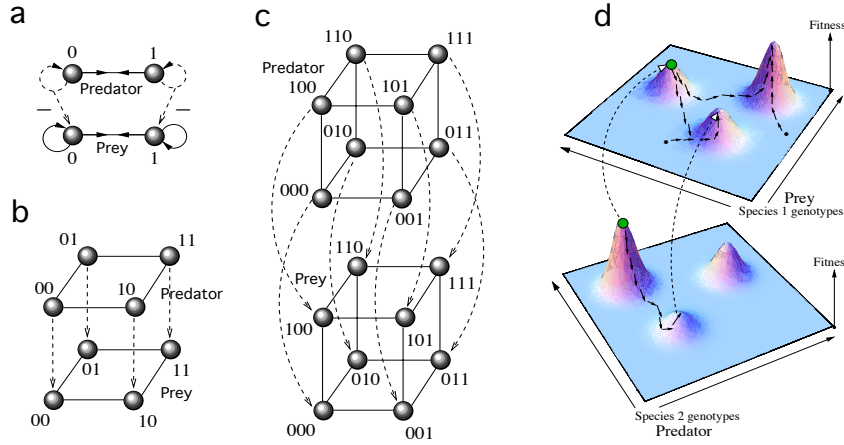 a
0
1
Predator
0
1
Prey
b
01
11
00
10
Predator
01
11
00
10
Prey
c
110
111
Predator
100
101
010
011
000
001
110
111
Prey
100
101
010
011
000
001
d
Fitness
Prey
Species 1 genotypes
Fitness
Species 2 genotypes
Predator